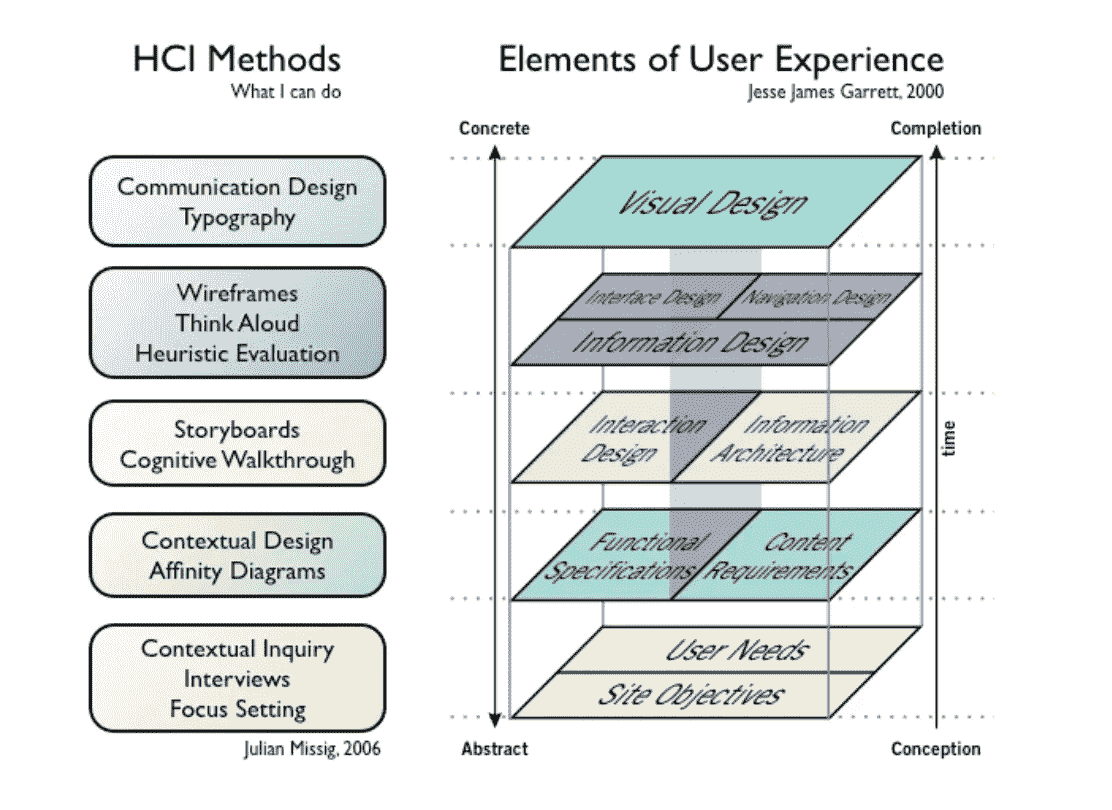 HCI Methods
What I can do
Elements of User Experience
Jesse James Garrett, 2000
Concrete
Completion
Communication Design
Typography
Visual Design
Wireframes
Think Aloud
Heuristic Evaluation
Interface Design
Navigation Design
Information Design
Storyboards
Cognitive Walkthrough
Interaction
Design
Information
Architecture
time
Contextual Design
Affinity Diagrams
Functional
Specifications
Content
Requirements
Contextual Inquiry
Interviews
Focus Setting
User Needs
Site Objectives
Julian Missig, 2006
Abstract
Conception